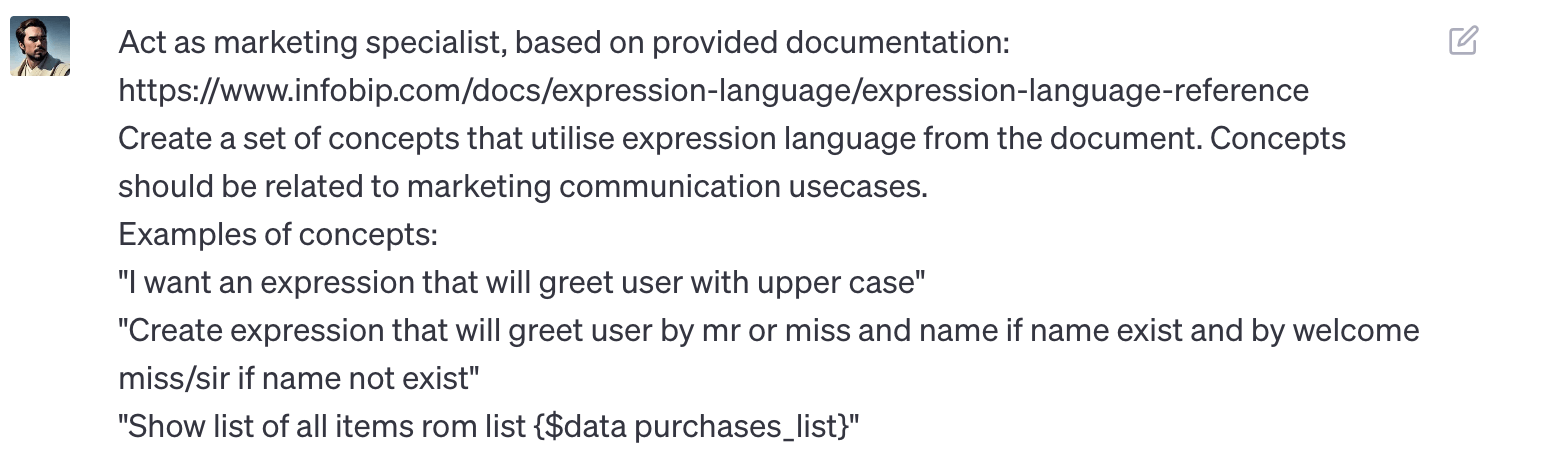 Act as marketing specialist, based on provided documentation:
https://www.infobip.com/docs/expression-language/expression-language-reference
Create a set of concepts that utilise expression language from the document. Concepts
should be related to marketing communication usecases.
Examples of concepts:
"I want an expression that will greet user with upper case"
"Create expression that will greet user by mr or miss and name if name exist and by welcome
miss/sir if name not exist"
"Show list of all items rom list {$data purchases_list}"